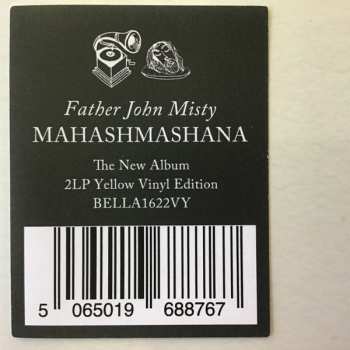 Father John Misty
MAHASHMASHANA
The New Album
2LP Yellow Vinyl Edition
BELLA1622VY
5 065019 688767